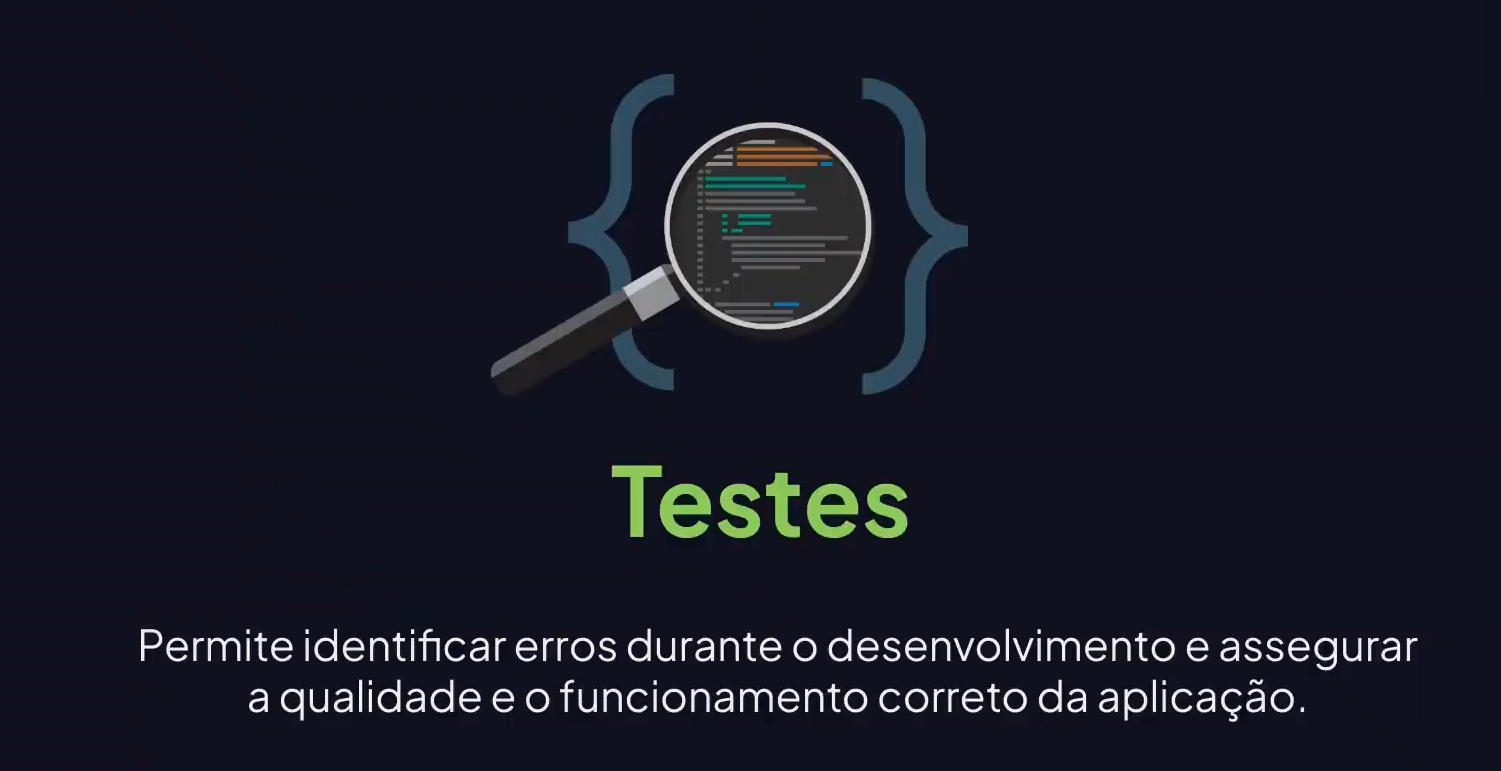 Testes
Permite identificar erros durante o desenvolvimento e assegurar
a qualidade e o funcionamento correto da aplicação.